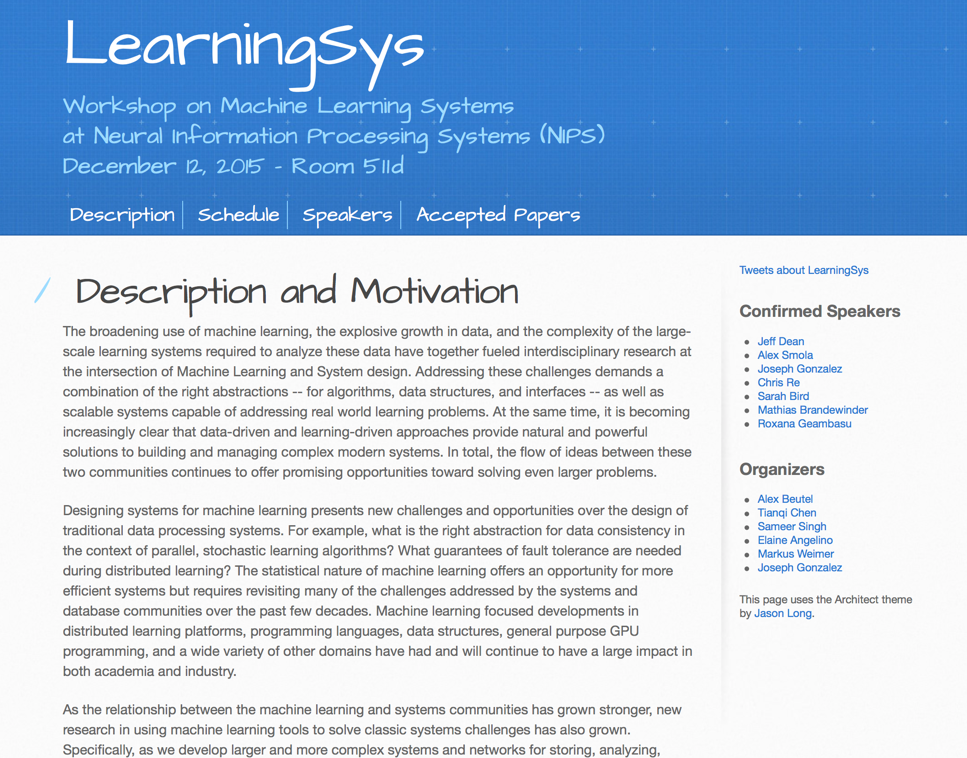 LearningSys
Workshop on Machine Learning Systems
at Neural Information Processing Systems (NIPS)
December 12, 2015 - Room 511d
Description
Schedule
Speakers
Accepted Papers
Description and Motivation
The broadening use of machine learning, the explosive growth in data, and the complexity of the large-
scale learning systems required to analyze these data have together fueled interdisciplinary research at
the intersection of Machine Learning and System design. Addressing these challenges demands a
combination of the right abstractions -- for algorithms, data structures, and interfaces -- as well as
scalable systems capable of addressing real world learning problems. At the same time, it is becoming
increasingly clear that data-driven and learning-driven approaches provide natural and powerful
solutions to building and managing complex modern systems. In total, the flow of ideas between these
two communities continues to offer promising opportunities toward solving even larger problems.
Designing systems for machine learning presents new challenges and opportunities over the design of
traditional data processing systems. For example, what is the right abstraction for data consistency in
the context of parallel, stochastic learning algorithms? What guarantees of fault tolerance are needed
during distributed learning? The statistical nature of machine learning offers an opportunity for more
efficient systems but requires revisiting many of the challenges addressed by the systems and
database communities over the past few decades. Machine learning focused developments in
distributed learning platforms, programming languages, data structures, general purpose GPU
programming, and a wide variety of other domains have had and will continue to have a large impact in
both academia and industry.
As the relationship between the machine learning and systems communities has grown stronger, new
research in using machine learning tools to solve classic systems challenges has also grown.
Specifically, as we develop larger and more complex systems and networks for storing, analyzing,
Tweets about LearningSys
Confirmed Speakers
Jeff Dean
Alex Smola
Joseph Gonzalez
Chris Re
Sarah Bird
Mathias Brandewinder
Roxana Geambasu
Organizers
Alex Beutel
Tianqi Chen
Sameer Singh
Elaine Angelino
Markus Weimer
Joseph Gonzalez
This page uses the Architect theme
by Jason Long.